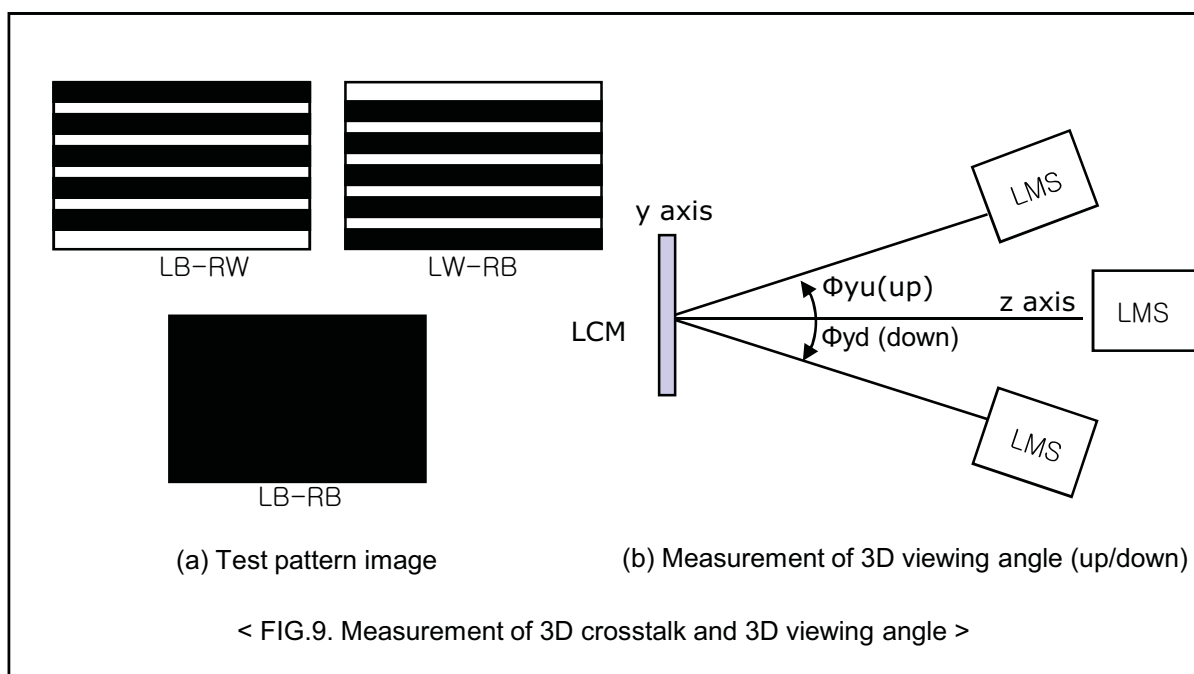 LB-RW
LW-RB
LB-RB
(a) Test pattern image
y axis
LCM
Φyu(up)
z axis
Φyd (down)
LMS
LMS
LMS
(b) Measurement of 3D viewing angle (up/down)
< FIG.9. Measurement of 3D crosstalk and 3D viewing angle >